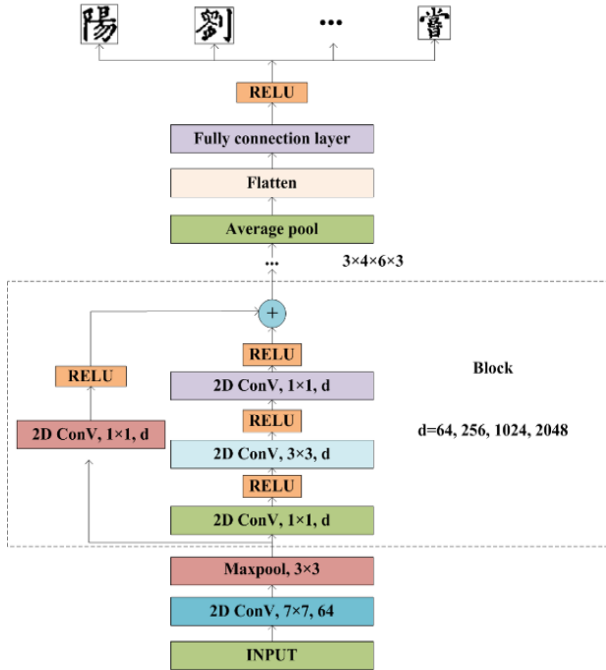 陽 劉 ... 嘗
RELU
Fully connection layer
Flatten
Average pool
... 3×4×6×3
+
RELU
RELU
2D ConV, 1×1, d
Block
RELU
2D ConV, 1×1, d
2D ConV, 3×3, d
d=64, 256, 1024, 2048
RELU
2D ConV, 1×1, d
Maxpool, 3×3
2D ConV, 7×7, 64
INPUT